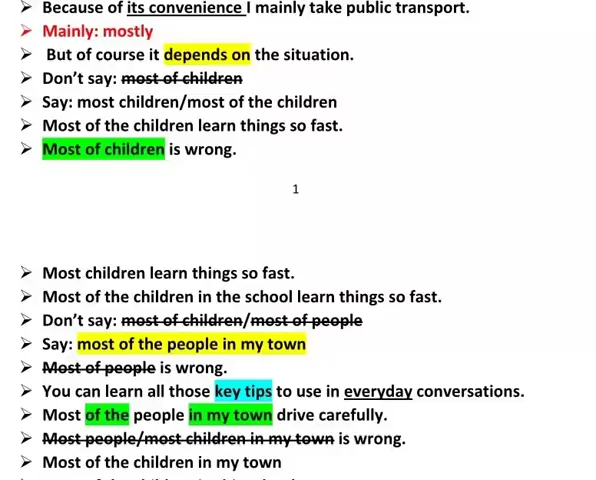 ➢ Because of its convenience I mainly take public transport.
➢ Mainly: mostly
➢ But of course it depends on the situation.
➢ Don’t say: most of children
➢ Say: most children/most of the children
➢ Most of the children learn things so fast.
➢ Most of children is wrong.
1
➢ Most children learn things so fast.
➢ Most of the children in the school learn things so fast.
➢ Don’t say: most of children/most of people
➢ Say: most of the people in my town
➢ Most of people is wrong.
➢ You can learn all those key tips to use in everyday conversations.
➢ Most of the people in my town drive carefully.
➢ Most people/most children in my town is wrong.
➢ Most of the children in my town